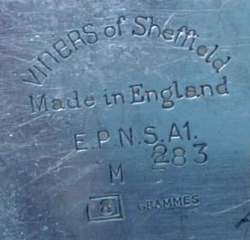 VINERS of Sheffield
Made in England
E.P.N.S. A1.
283
M
GRAMMES